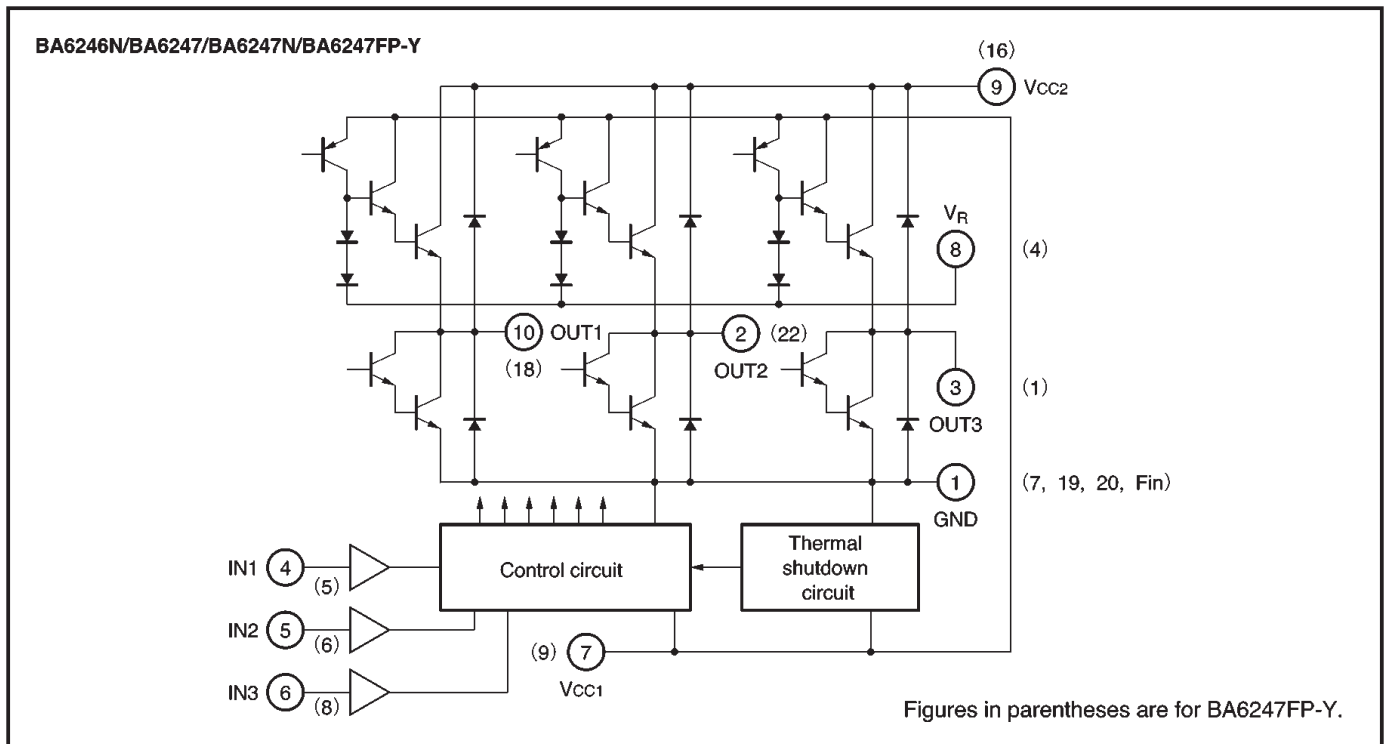 BA6246N/BA6247/BA6247N/BA6247FP-Y
(16)
9 VCC2
VR
8 (4)
10 OUT1
(18)
2 (22)
OUT2
3 (1)
OUT3
1 (7, 19, 20, Fin)
GND
IN1 4 (5)
Control circuit
Thermal
shutdown
circuit
IN2 5 (6)
(9) 7
VCC1
IN3 6 (8)
Figures in parentheses are for BA6247FP-Y.